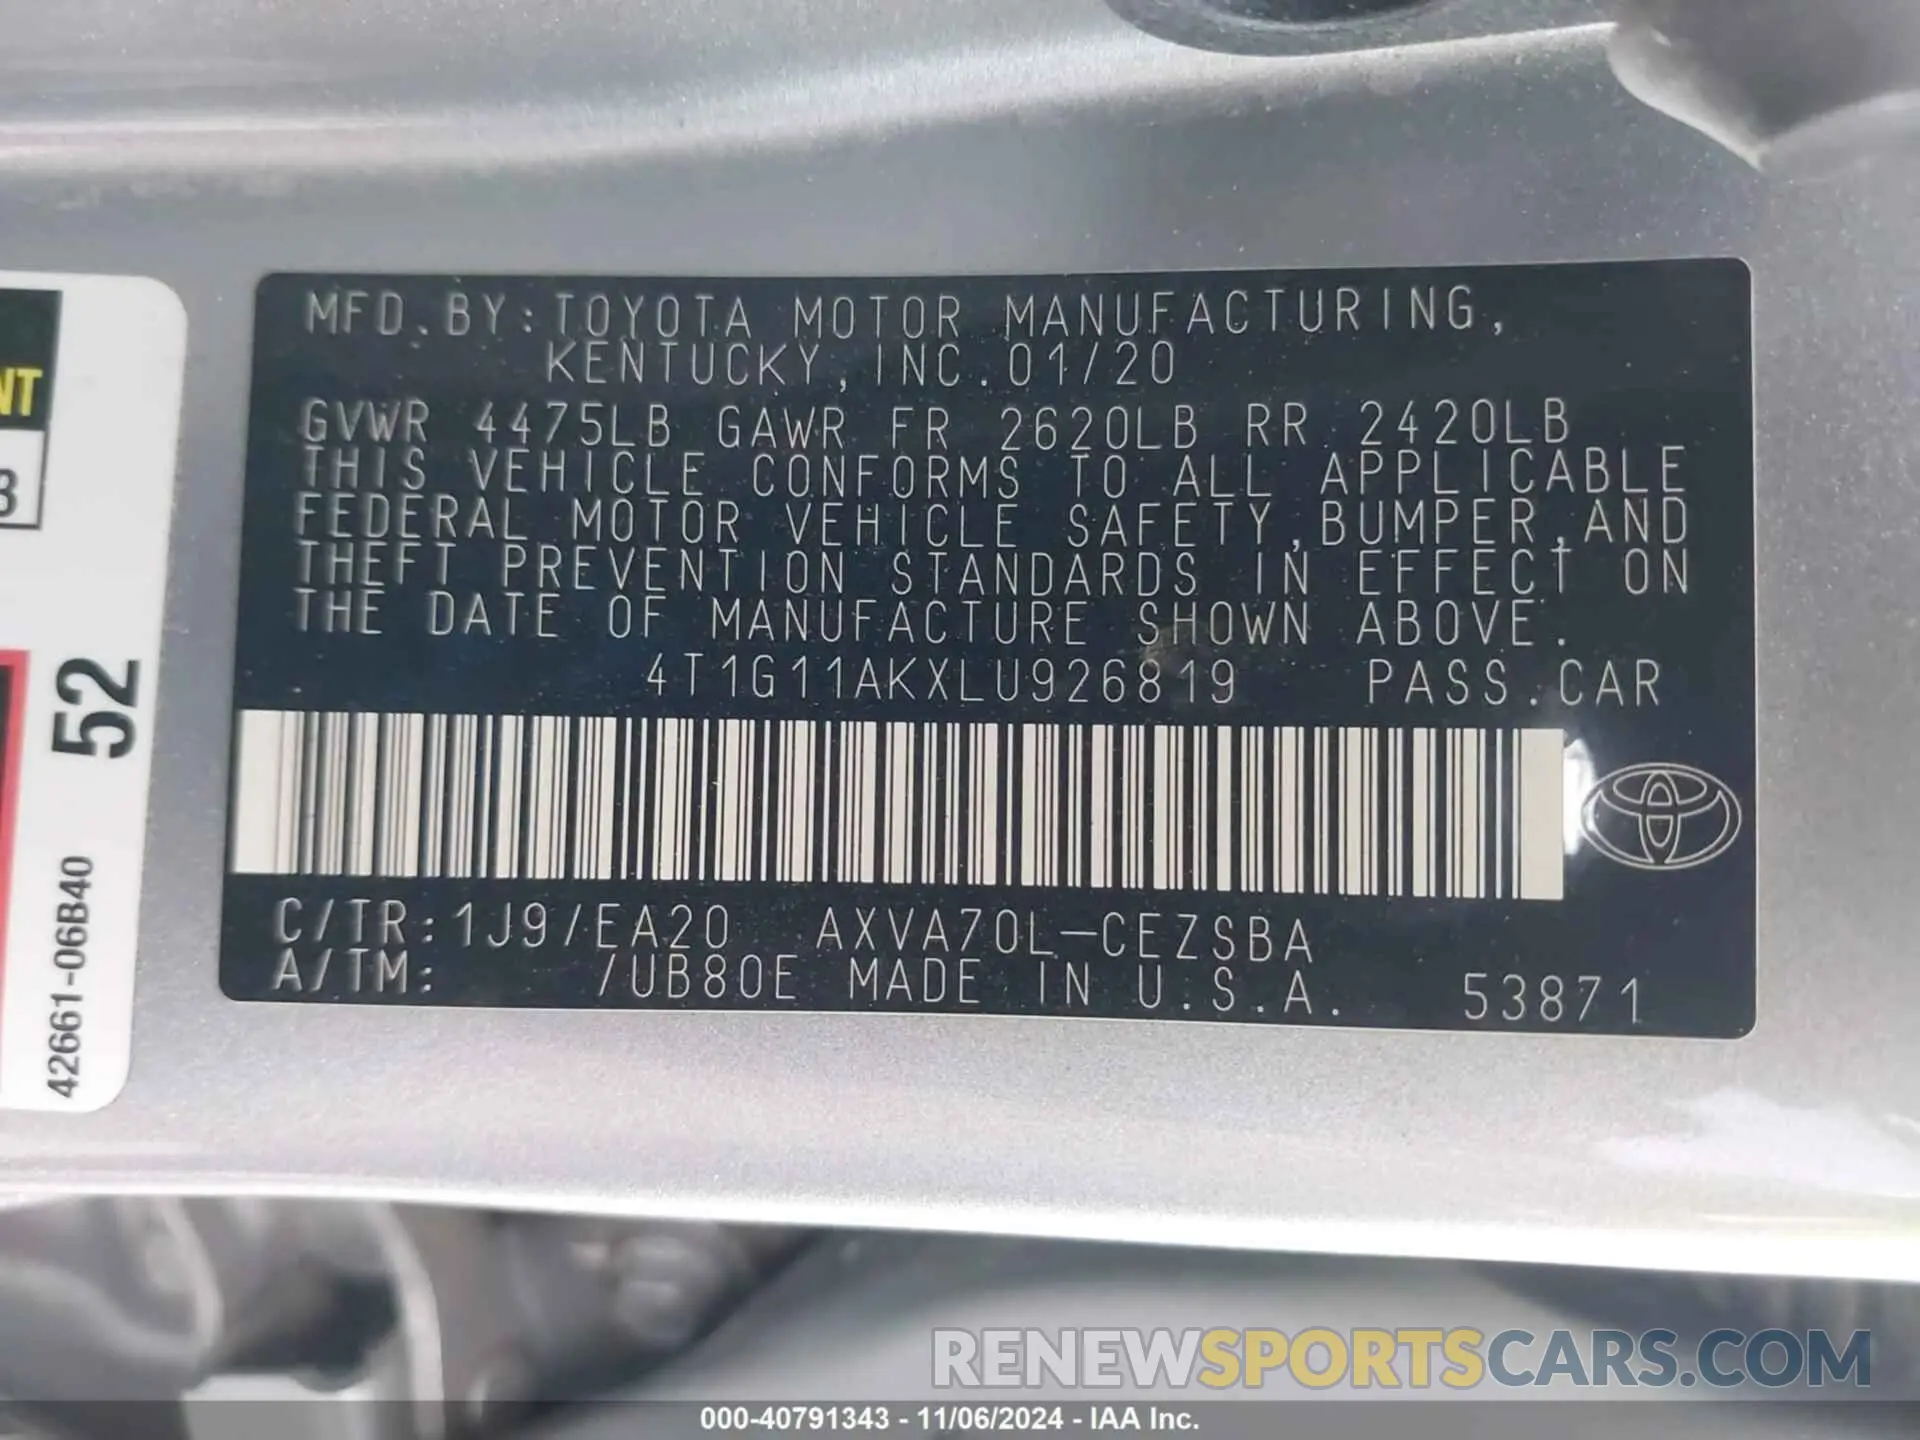 MFD.BY:TOYOTA MOTOR MANUFACTURING,
KENTUCKY,INC.01/20
GVWR 4475LB GAWR FR 2620LB RR 2420LB
THIS VEHICLE CONFORMS TO ALL APPLICABLE
FEDERAL MOTOR VEHICLE SAFETY,BUMPER,AND
THEFT PREVENTION STANDARDS IN EFFECT ON
THE DATE OF MANUFACTURE SHOWN ABOVE.
4T1G11AKXLU926819 PASS.CAR
C/TR:1J9/EA20 AXVA70L-CEZSBA
A/TM: /UB80E MADE IN U.S.A. 53871
NT
3
52
42661-06B40
RENEWSPORTSCARS.COM
000-40791343 - 11/06/2024 - IAA Inc.